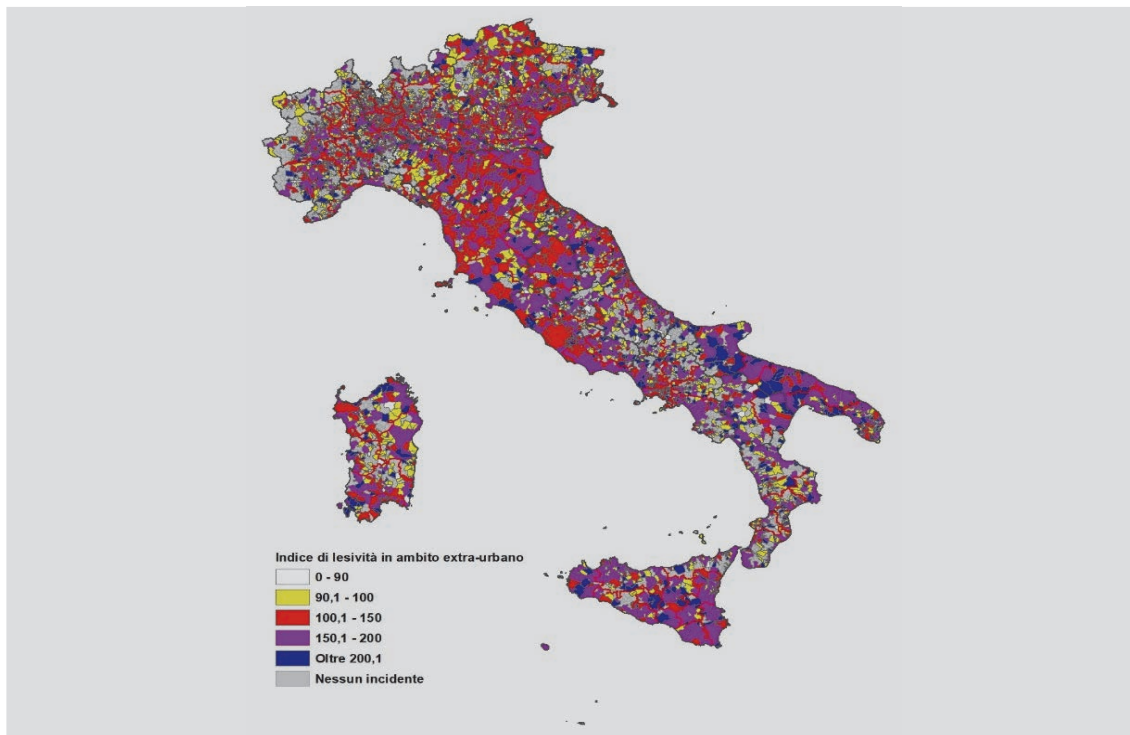 Indice di lesività in ambito extra-urbano
0 - 90
90,1 - 100
100,1 - 150
150,1 - 200
Oltre 200,1
Nessun incidente